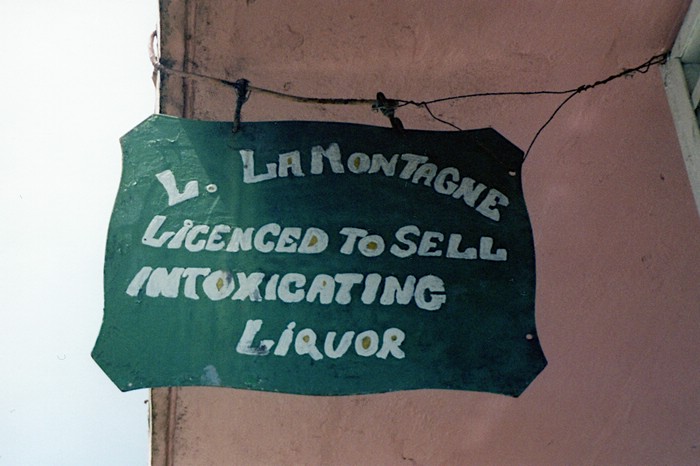 L. LAMONTAGNE
LiCENCED TO SELL
INTOXICATING
LiQUOR